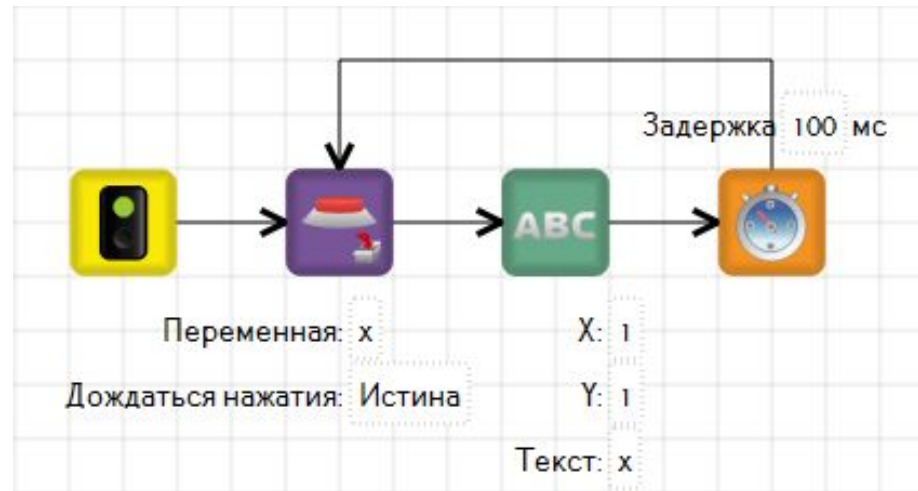 Задержка 100 мс
ABC
Переменная: x
X: 1
Дождаться нажатия: Истина
Y: 1
Текст: x